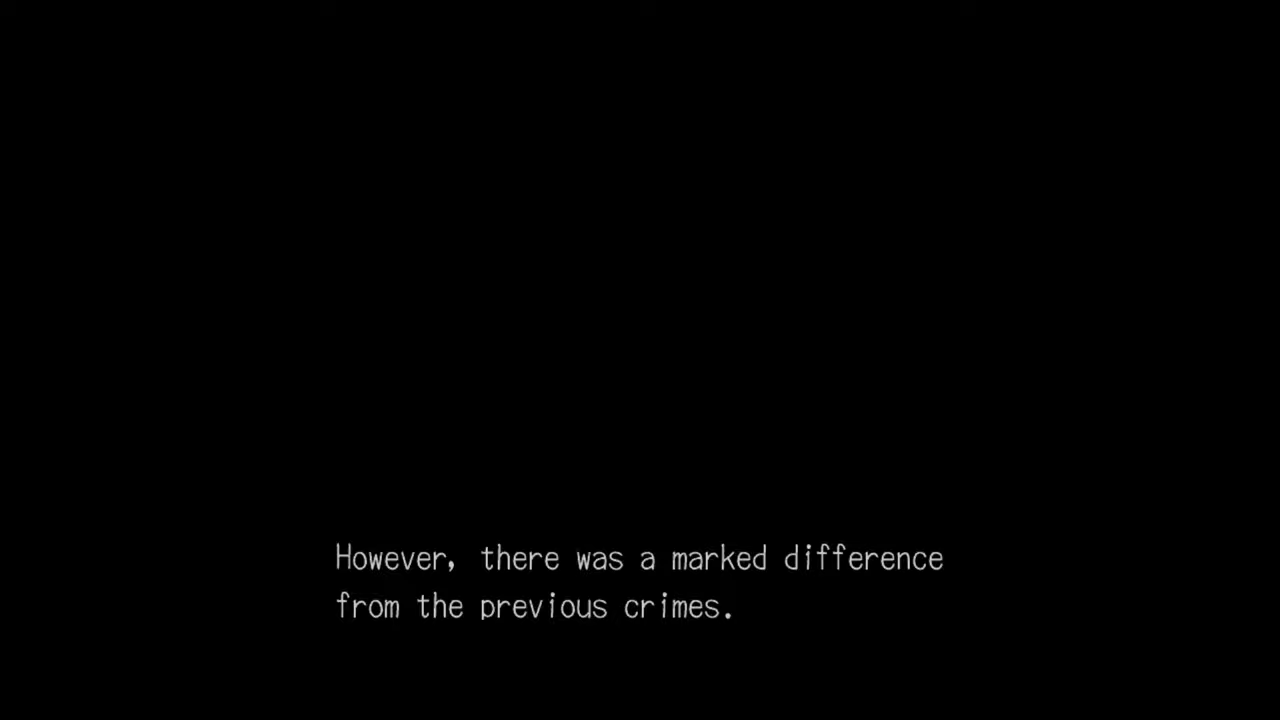 However, there was a marked difference
from the previous crimes.